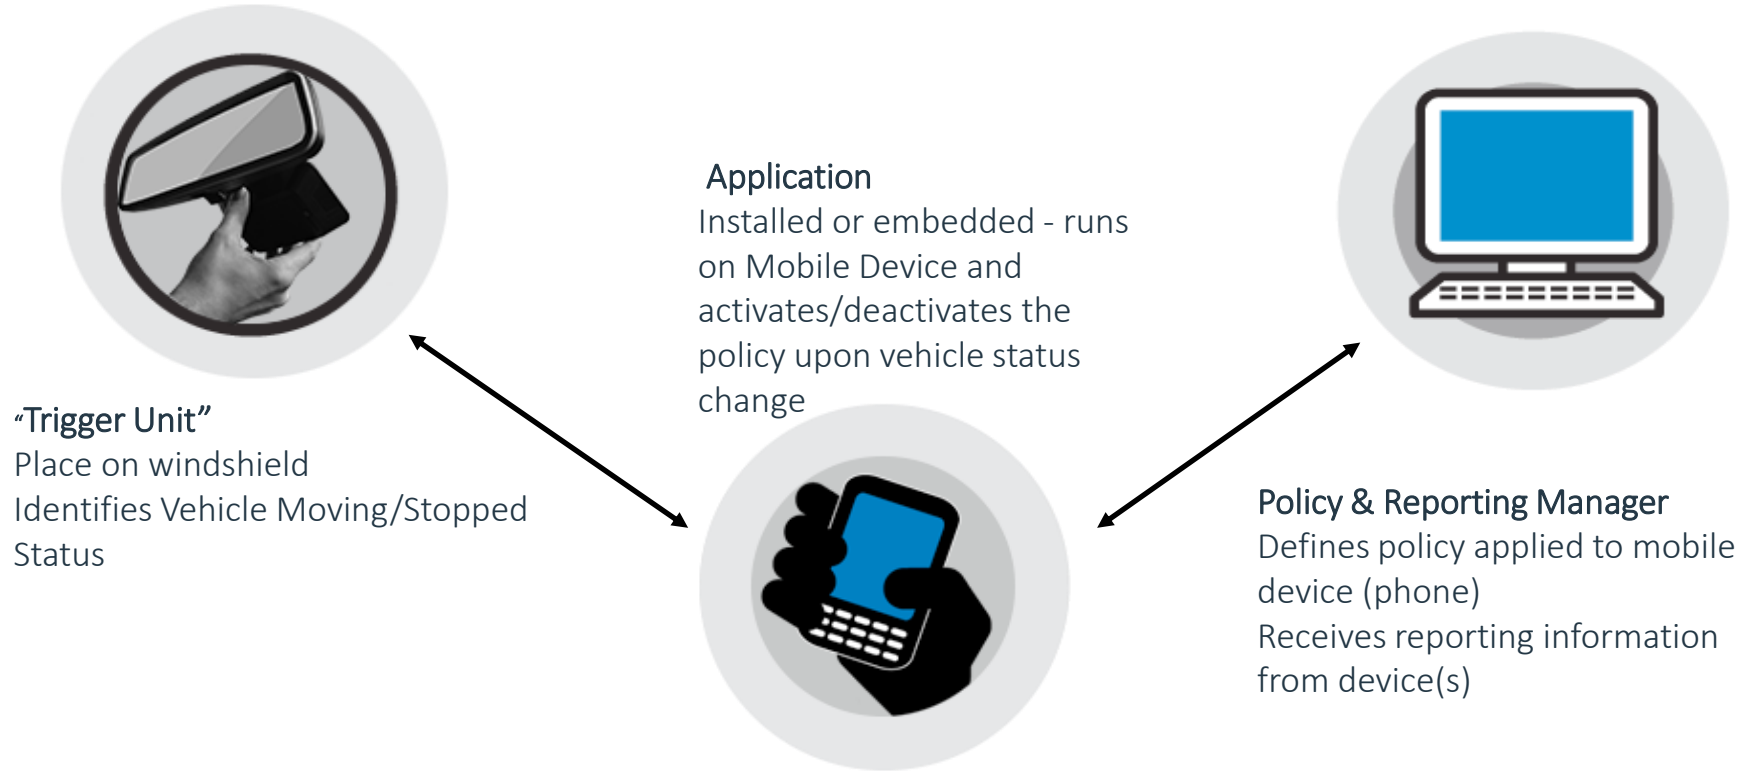 “Trigger Unit”
Place on windshield
Identifies Vehicle Moving/Stopped
Status
Application
Installed or embedded - runs
on Mobile Device and
activates/deactivates the
policy upon vehicle status
change
Policy & Reporting Manager
Defines policy applied to mobile
device (phone)
Receives reporting information
from device(s)